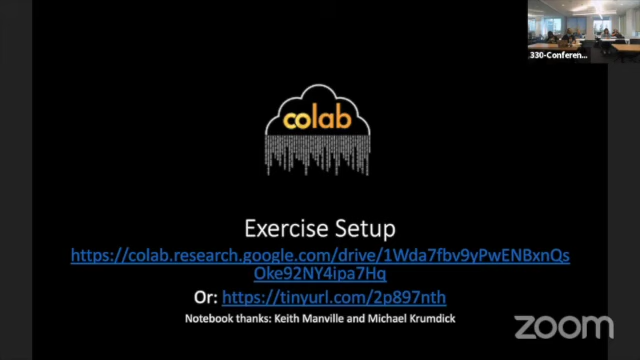 330-Conferen...
colab
Exercise Setup
https://colab.research.google.com/drive/1Wda7fbv9yPwENBxnQs
Oke92NY4ipa7Hq
Or: https://tinyurl.com/2p897nth
Notebook thanks: Keith Manville and Michael Krumdick
zoom